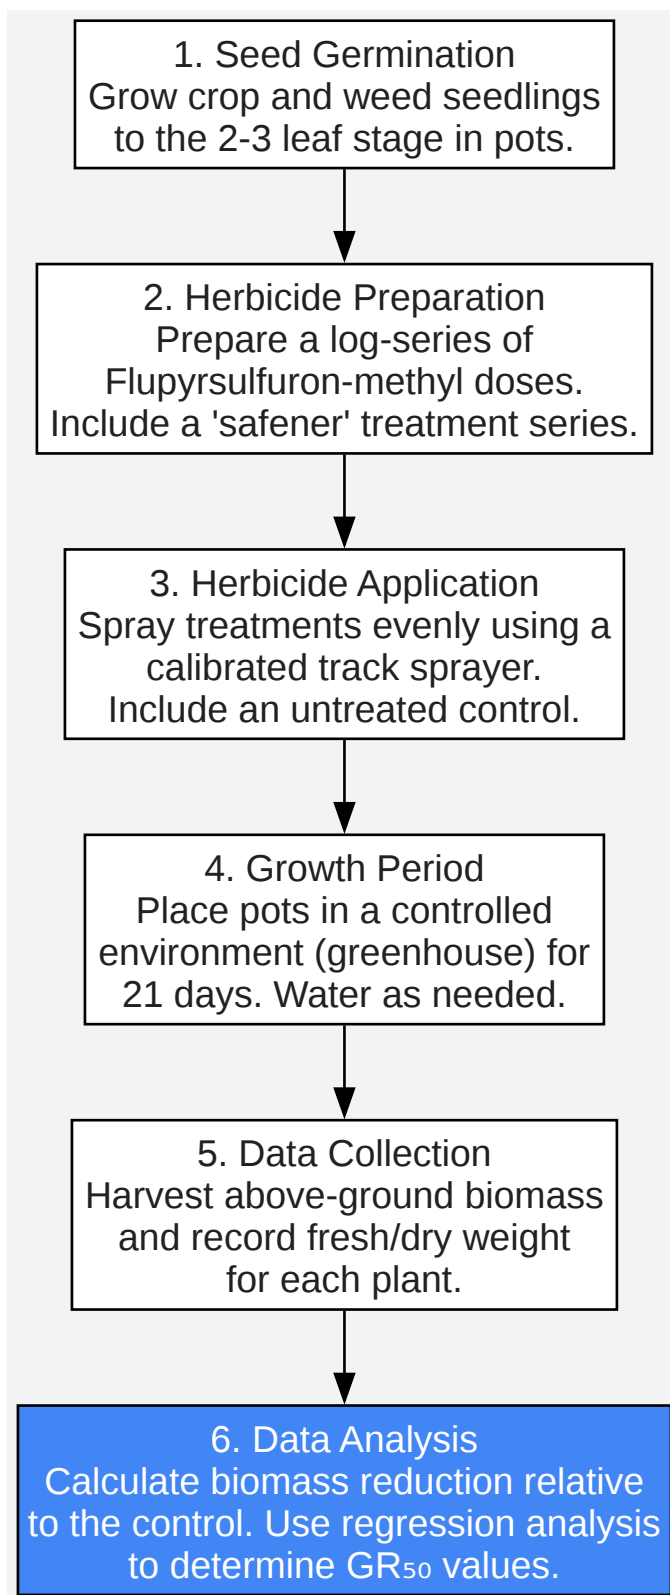 1. Seed Germination
Grow crop and weed seedlings
to the 2-3 leaf stage in pots.
2. Herbicide Preparation
Prepare a log-series of
Flupyrsulfuron-methyl doses.
Include a 'safener' treatment series.
3. Herbicide Application
Spray treatments evenly using a
calibrated track sprayer.
Include an untreated control.
4. Growth Period
Place pots in a controlled
environment (greenhouse) for
21 days. Water as needed.
5. Data Collection
Harvest above-ground biomass
and record fresh/dry weight
for each plant.
6. Data Analysis
Calculate biomass reduction relative
to the control. Use regression analysis
to determine GR₅₀ values.